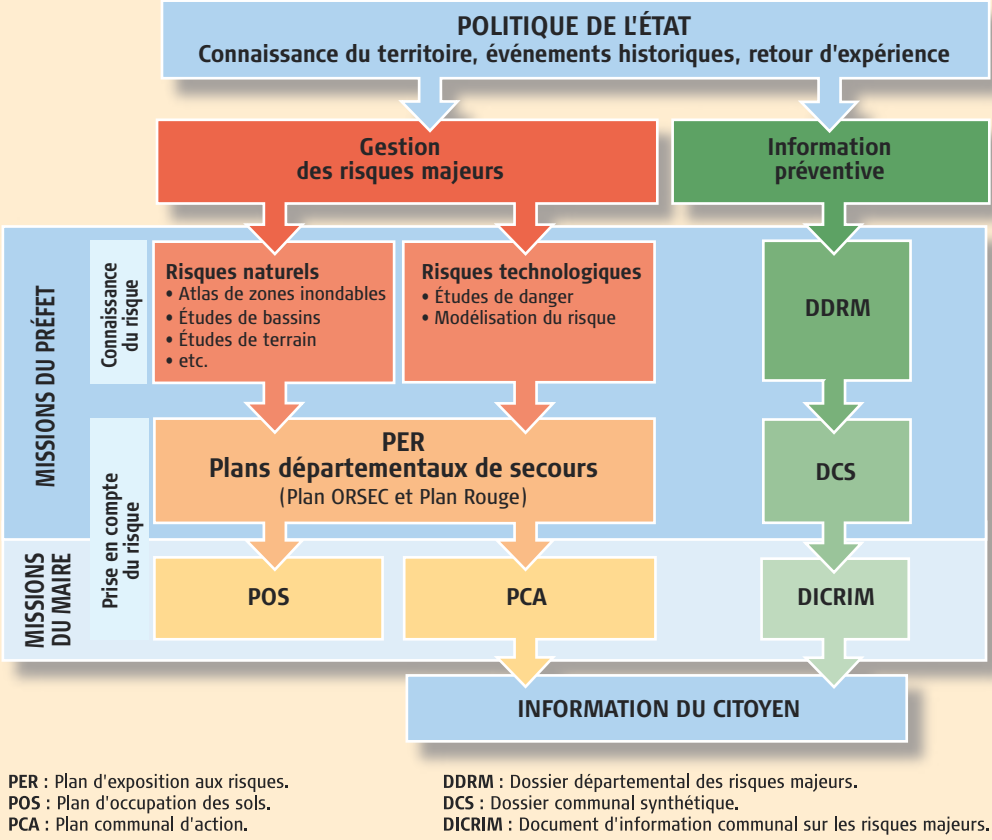 POLITIQUE DE L'ÉTAT
Connaissance du territoire, événements historiques, retour d'expérience
Gestion
des risques majeurs
Information
préventive
MISSIONS DU PRÉFET
Connaissance
du risque
Risques naturels
• Atlas de zones inondables
• Études de bassins
• Études de terrain
• etc.
Risques technologiques
• Études de danger
• Modélisation du risque
DDRM
Prise en compte
du risque
PER
Plans départementaux de secours
(Plan ORSEC et Plan Rouge)
DCS
MISSIONS
DU MAIRE
POS
PCA
DICRIM
INFORMATION DU CITOYEN
PER : Plan d'exposition aux risques.
POS : Plan d'occupation des sols.
PCA : Plan communal d'action.
DDRM : Dossier départemental des risques majeurs.
DCS : Dossier communal synthétique.
DICRIM : Document d'information communal sur les risques majeurs.